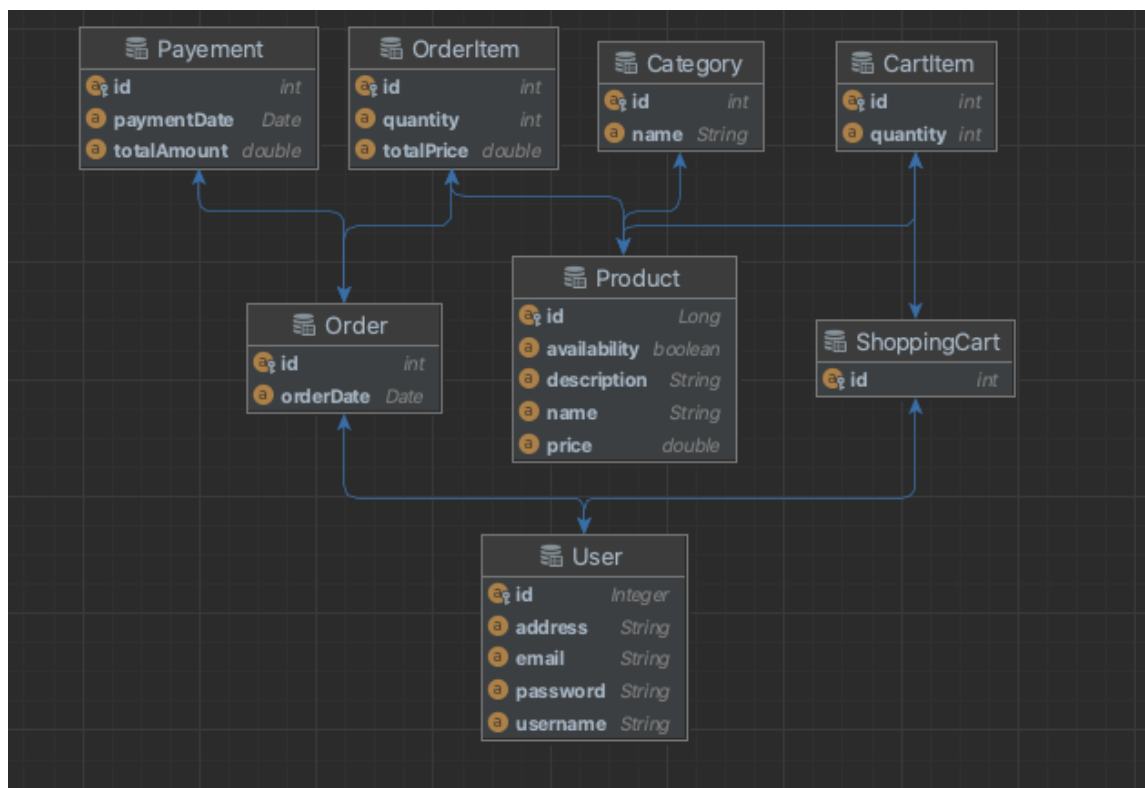 Payement
id int
paymentDate Date
totalAmount double
OrderItem
id int
quantity int
totalPrice double
Category
id int
name String
CartItem
id int
quantity int
Product
id Long
availability boolean
description String
name String
price double
Order
id int
orderDate Date
ShoppingCart
id int
User
id Integer
address String
email String
password String
username String